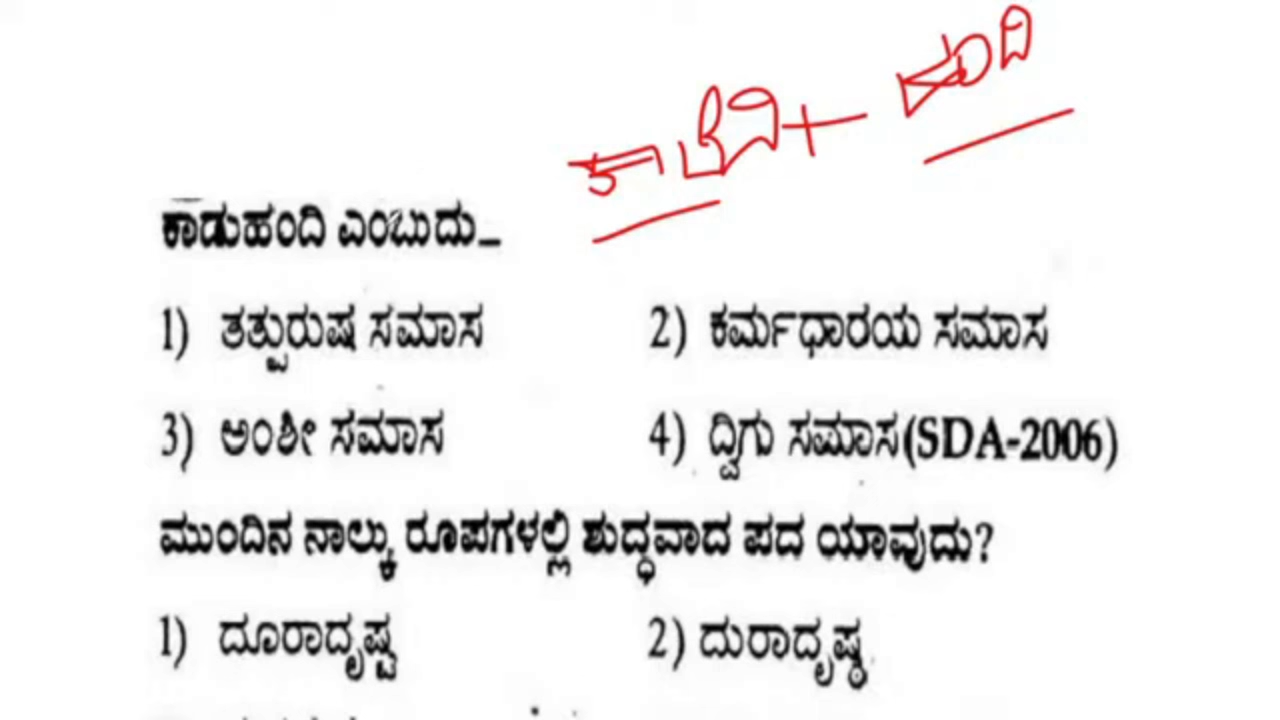 ಹಂದಿ
ಕಾಡುಹಂದಿ ಎಂಬುದು_
1) ತತ್ಪುರುಷ ಸಮಾಸ 2) ಕರ್ಮಧಾರಯ ಸಮಾಸ
3) ಅಂಶೀ ಸಮಾಸ 4) ದ್ವಿಗು ಸಮಾಸ(SDA-2006)
ಮುಂದಿನ ನಾಲ್ಕು ರೂಪಗಳಲ್ಲಿ ಶುದ್ಧವಾದ ಪದ ಯಾವುದು?
1) ದೂರಾದೃಷ್ಟ 2) ದುರಾದೃಷ್ಠ